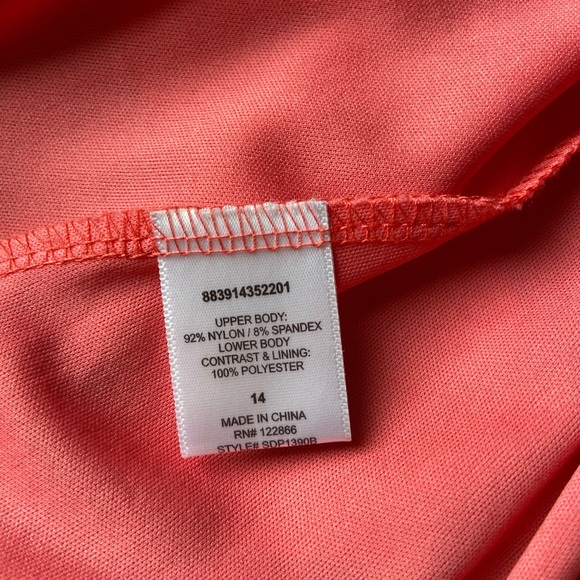 883914352201
UPPER BODY:
92% NYLON / 8% SPANDEX
LOWER BODY
CONTRAST & LINING:
100% POLYESTER
14
MADE IN CHINA
RN# 122866
STYLE# SDP1390B